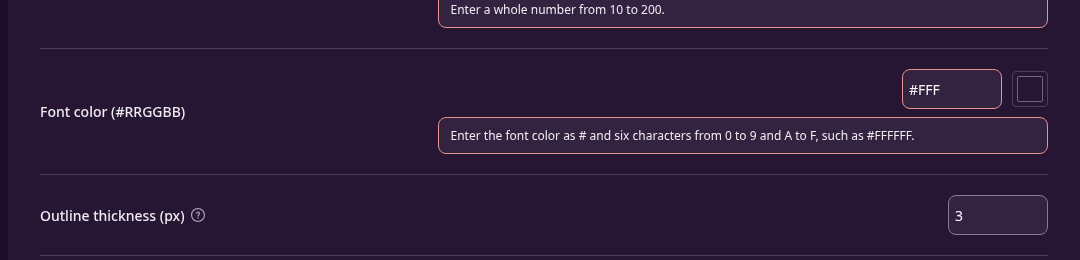 Enter a whole number from 10 to 200.
#FFF
Font color (#RRGGBB)
Enter the font color as # and six characters from 0 to 9 and A to F, such as #FFFFFF.
Outline thickness (px) ?
3